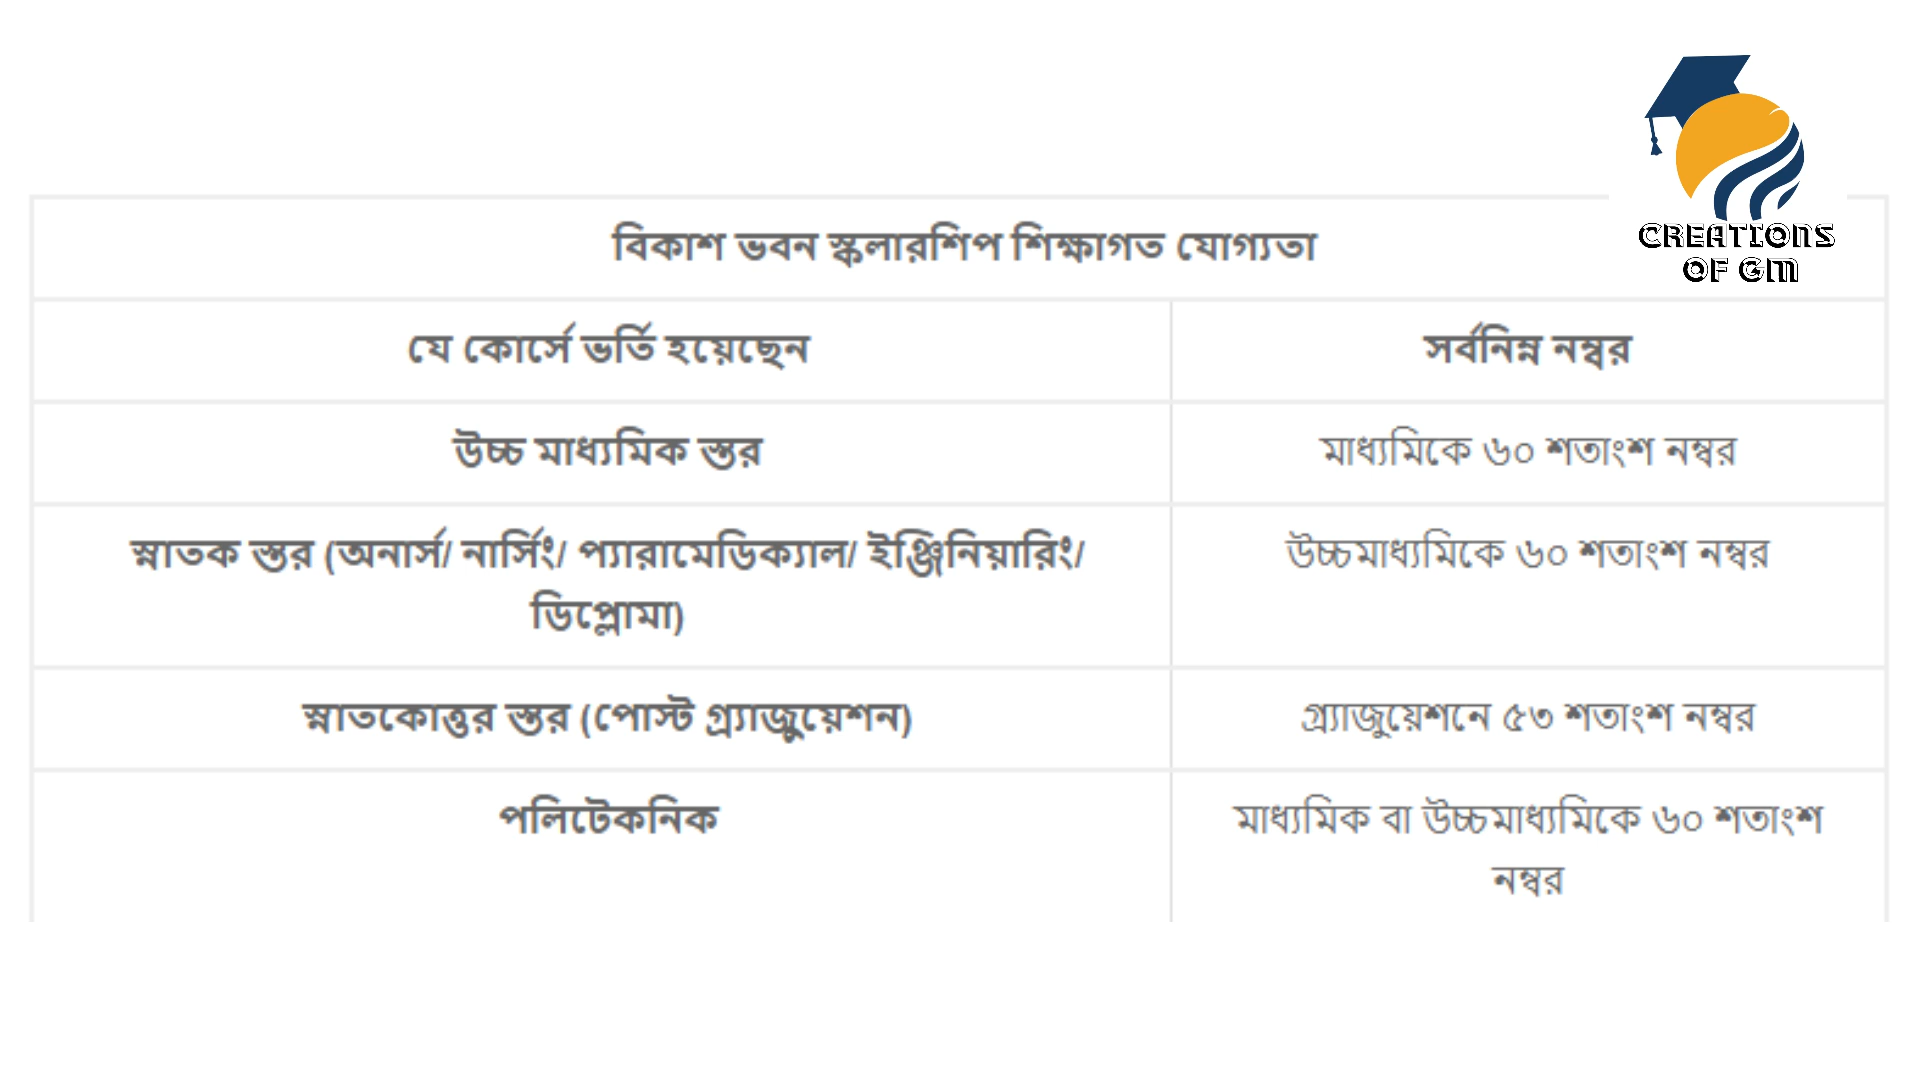 CREATIONS
OF GM
বিকাশ ভবন স্কলারশিপ শিক্ষাগত যোগ্যতা
যে কোর্সে ভর্তি হয়েছেন
সর্বনিম্ন নম্বর
উচ্চ মাধ্যমিক স্তর
মাধ্যমিকে ৬০ শতাংশ নম্বর
স্নাতক স্তর (অনার্স/ নার্সিং/ প্যারামেডিক্যাল/ ইঞ্জিনিয়ারিং/
ডিপ্লোমা)
উচ্চমাধ্যমিকে ৬০ শতাংশ নম্বর
স্নাতকোত্তর স্তর (পোস্ট গ্র্যাজুয়েশন)
গ্র্যাজুয়েশনে ৫৩ শতাংশ নম্বর
পলিটেকনিক
মাধ্যমিক বা উচ্চমাধ্যমিকে ৬০ শতাংশ
নম্বর